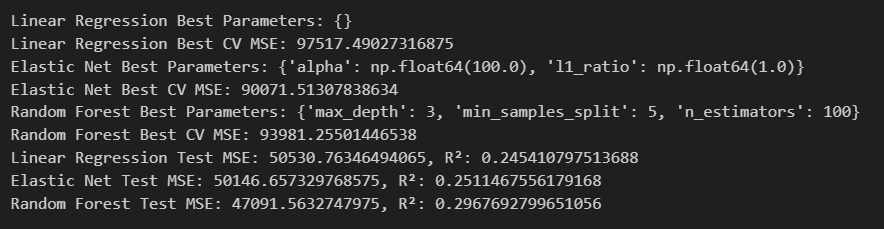 Linear Regression Best Parameters: {}
Linear Regression Best CV MSE: 97517.49027316875
Elastic Net Best Parameters: {'alpha': np.float64(100.0), 'l1_ratio': np.float64(1.0)}
Elastic Net Best CV MSE: 90071.51307838634
Random Forest Best Parameters: {'max_depth': 3, 'min_samples_split': 5, 'n_estimators': 100}
Random Forest Best CV MSE: 93981.25501446538
Linear Regression Test MSE: 50530.76346494065, R²: 0.245410797513688
Elastic Net Test MSE: 50146.657329768575, R²: 0.2511467556179168
Random Forest Test MSE: 47091.5632747975, R²: 0.2967692799651056